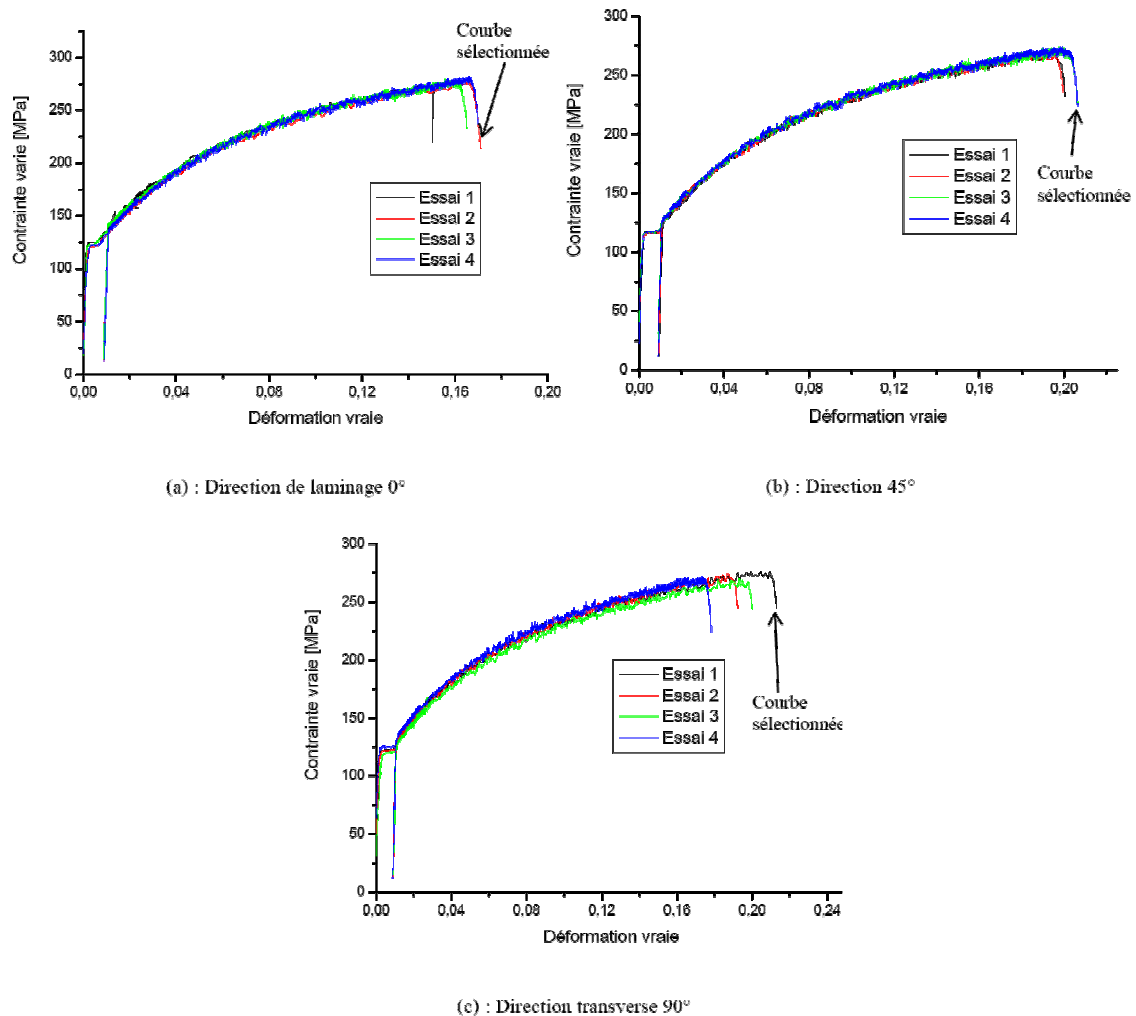 Courbe
sélectionnée
Contrainte varie [MPa]
300
250
200
150
100
50
0
Essai 1
Essai 2
Essai 3
Essai 4
0,00 0,04 0,08 0,12 0,16 0,20
Déformation vraie
(a) : Direction de laminage 0°
Contrainte vraie [MPa]
300
250
200
150
100
50
0
Essai 1
Essai 2
Essai 3
Essai 4
Courbe
sélectionnée
0,00 0,04 0,08 0,12 0,16 0,20
Déformation vraie
(b) : Direction 45°
Contrainte vraie [MPa]
300
250
200
150
100
50
0
Essai 1
Essai 2
Essai 3
Essai 4
Courbe
sélectionnée
0,00 0,04 0,08 0,12 0,16 0,20 0,24
Déformation vraie
(c) : Direction transverse 90°